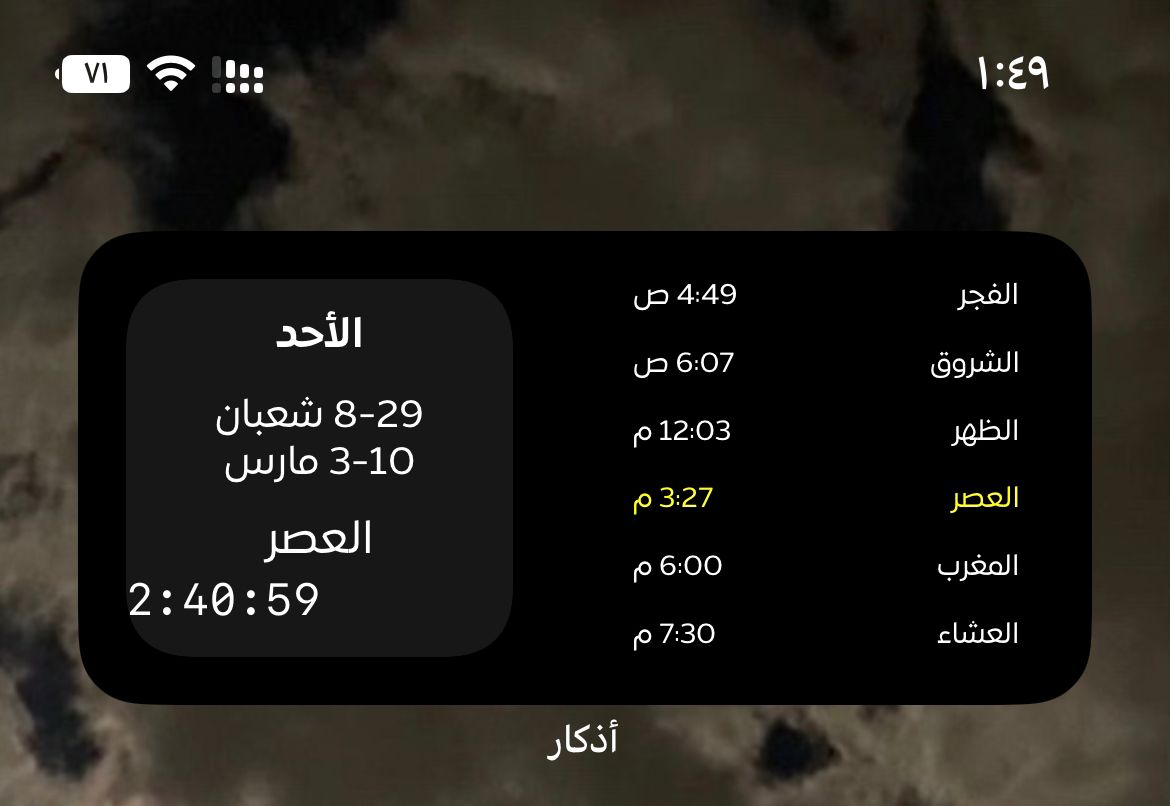 ١:٤٩
٧١
الفجر 4:49 ص
الشروق 6:07 ص
الظهر 12:03 م
العصر 3:27 م
المغرب 6:00 م
العشاء 7:30 م
الأحد
29-8 شعبان
10-3 مارس
العصر
2:40:59
أذكار